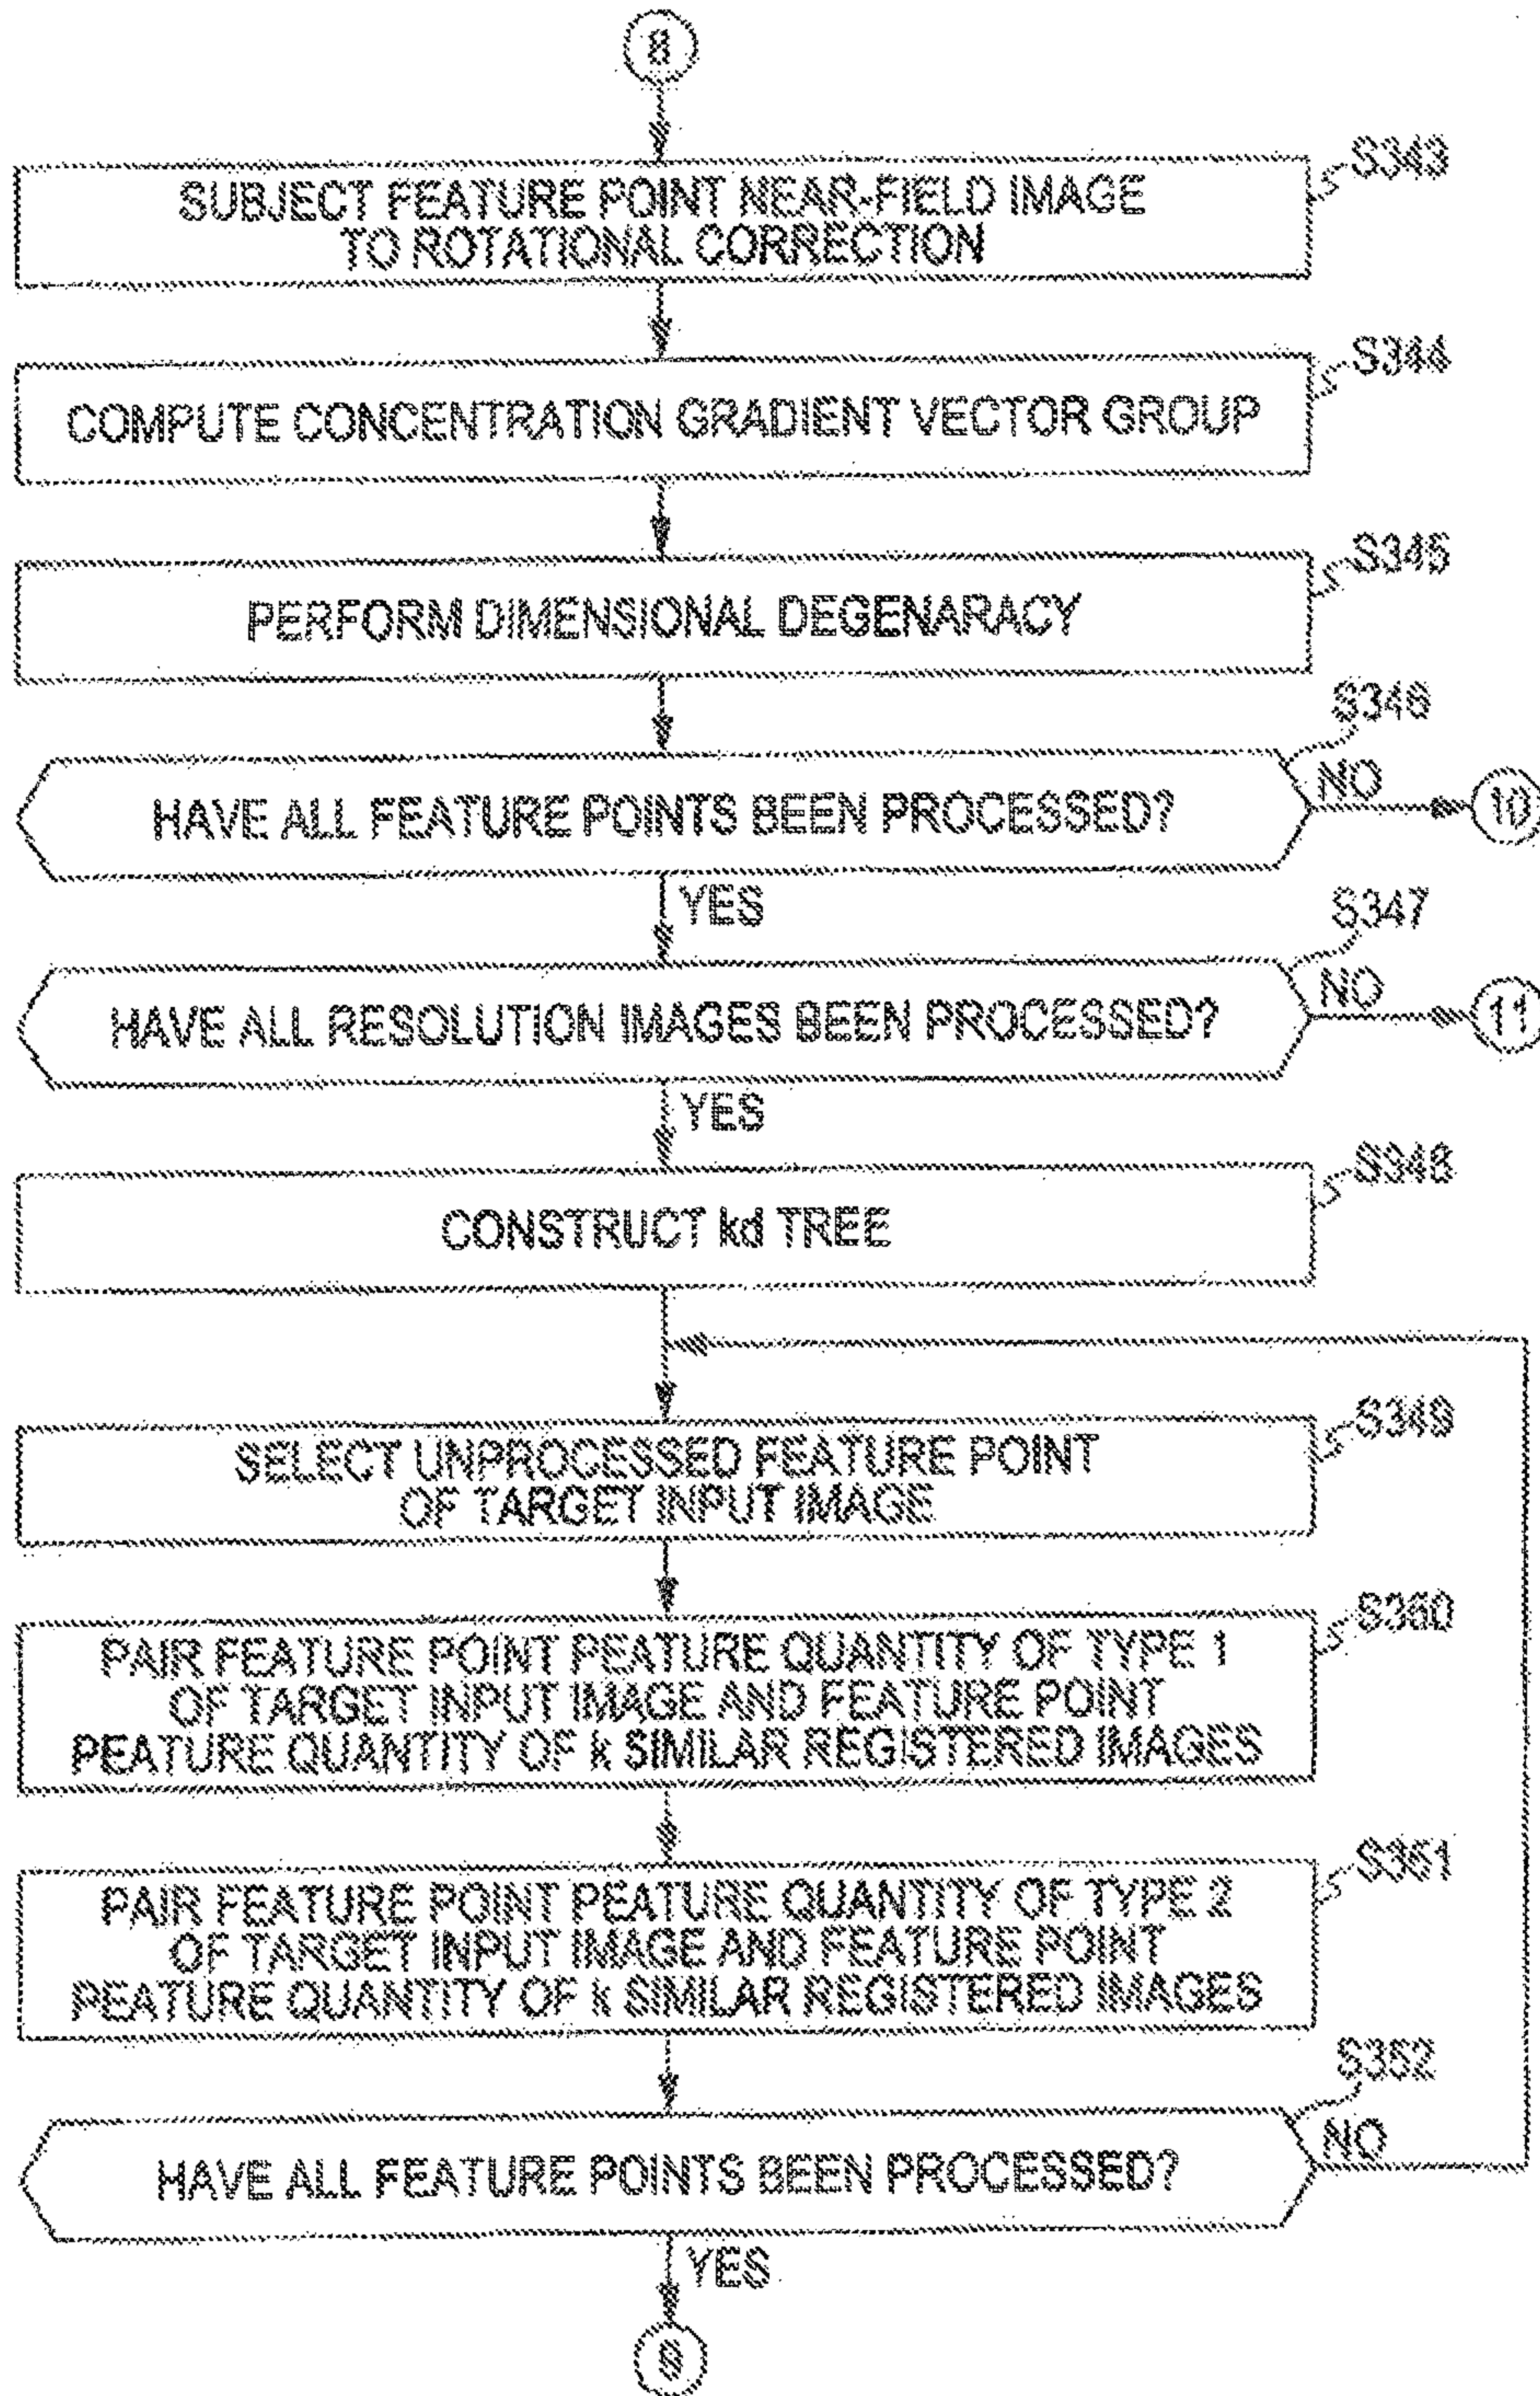 8
S343
SUBJECT FEATURE POINT NEAR-FIELD IMAGE
TO ROTATIONAL CORRECTION
S344
COMPUTE CONCENTRATION GRADIENT VECTOR GROUP
S345
PERFORM DIMENSIONAL DEGENARACY
S346
HAVE ALL FEATURE POINTS BEEN PROCESSED?
NO
10
YES
S347
HAVE ALL RESOLUTION IMAGES BEEN PROCESSED?
NO
11
YES
S348
CONSTRUCT kd TREE
S349
SELECT UNPROCESSED FEATURE POINT
OF TARGET INPUT IMAGE
S350
PAIR FEATURE POINT PEATURE QUANTITY OF TYPE 1
OF TARGET INPUT IMAGE AND FEATURE POINT
PEATURE QUANTITY OF k SIMILAR REGISTERED IMAGES
S351
PAIR FEATURE POINT PEATURE QUANTITY OF TYPE 2
OF TARGET INPUT IMAGE AND FEATURE POINT
PEATURE QUANTITY OF k SIMILAR REGISTERED IMAGES
S352
HAVE ALL FEATURE POINTS BEEN PROCESSED?
NO
YES
9